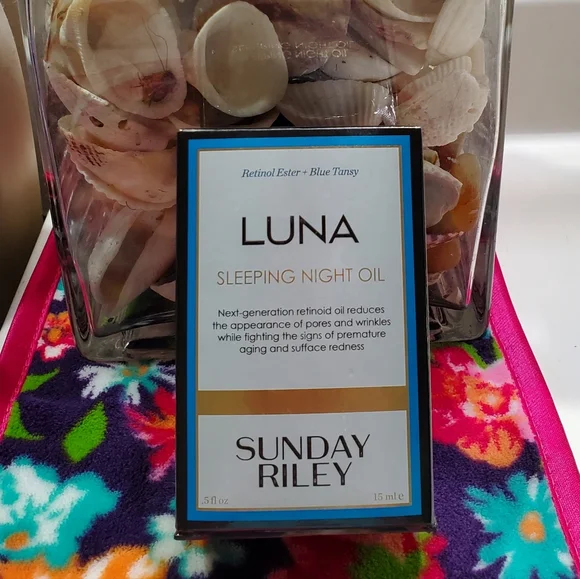 Retinol Ester + Blue Tansy
LUNA
SLEEPING NIGHT OIL
Next-generation retinoid oil reduces
the appearance of pores and wrinkles
while fighting the signs of premature
aging and sufface redness
SUNDAY
RILEY
.5 fl oz 15 ml e